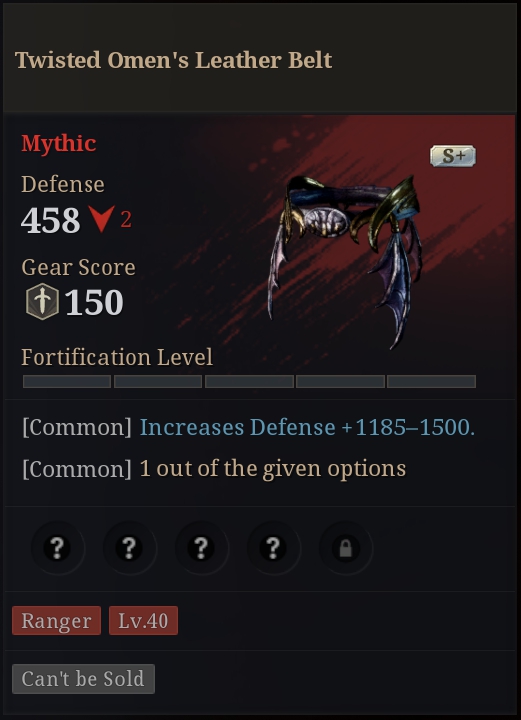 Twisted Omen's Leather Belt
Mythic
S+
Defense
458 2
Gear Score
150
Fortification Level
[Common] Increases Defense +1185–1500.
[Common] 1 out of the given options
? ? ? ?
Ranger Lv.40
Can't be Sold